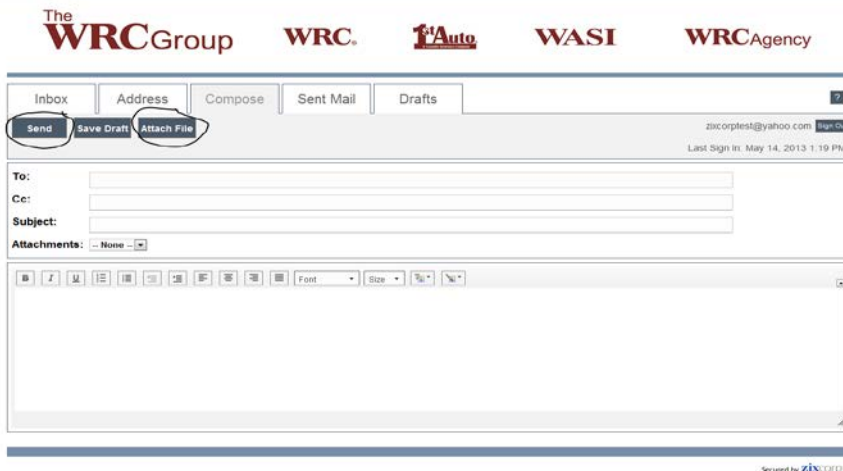 The
WRCGroup WRC. 1st Auto WASI WRCAgency
Inbox Address Compose Sent Mail Drafts ?
Send Save Draft Attach File zixcorptest@yahoo.com Sign Ou
Last Sign In: May 14, 2013 1:19 PM
To:
Cc:
Subject:
Attachments: -- None --
B I U Font Size
Secured by zixcorp